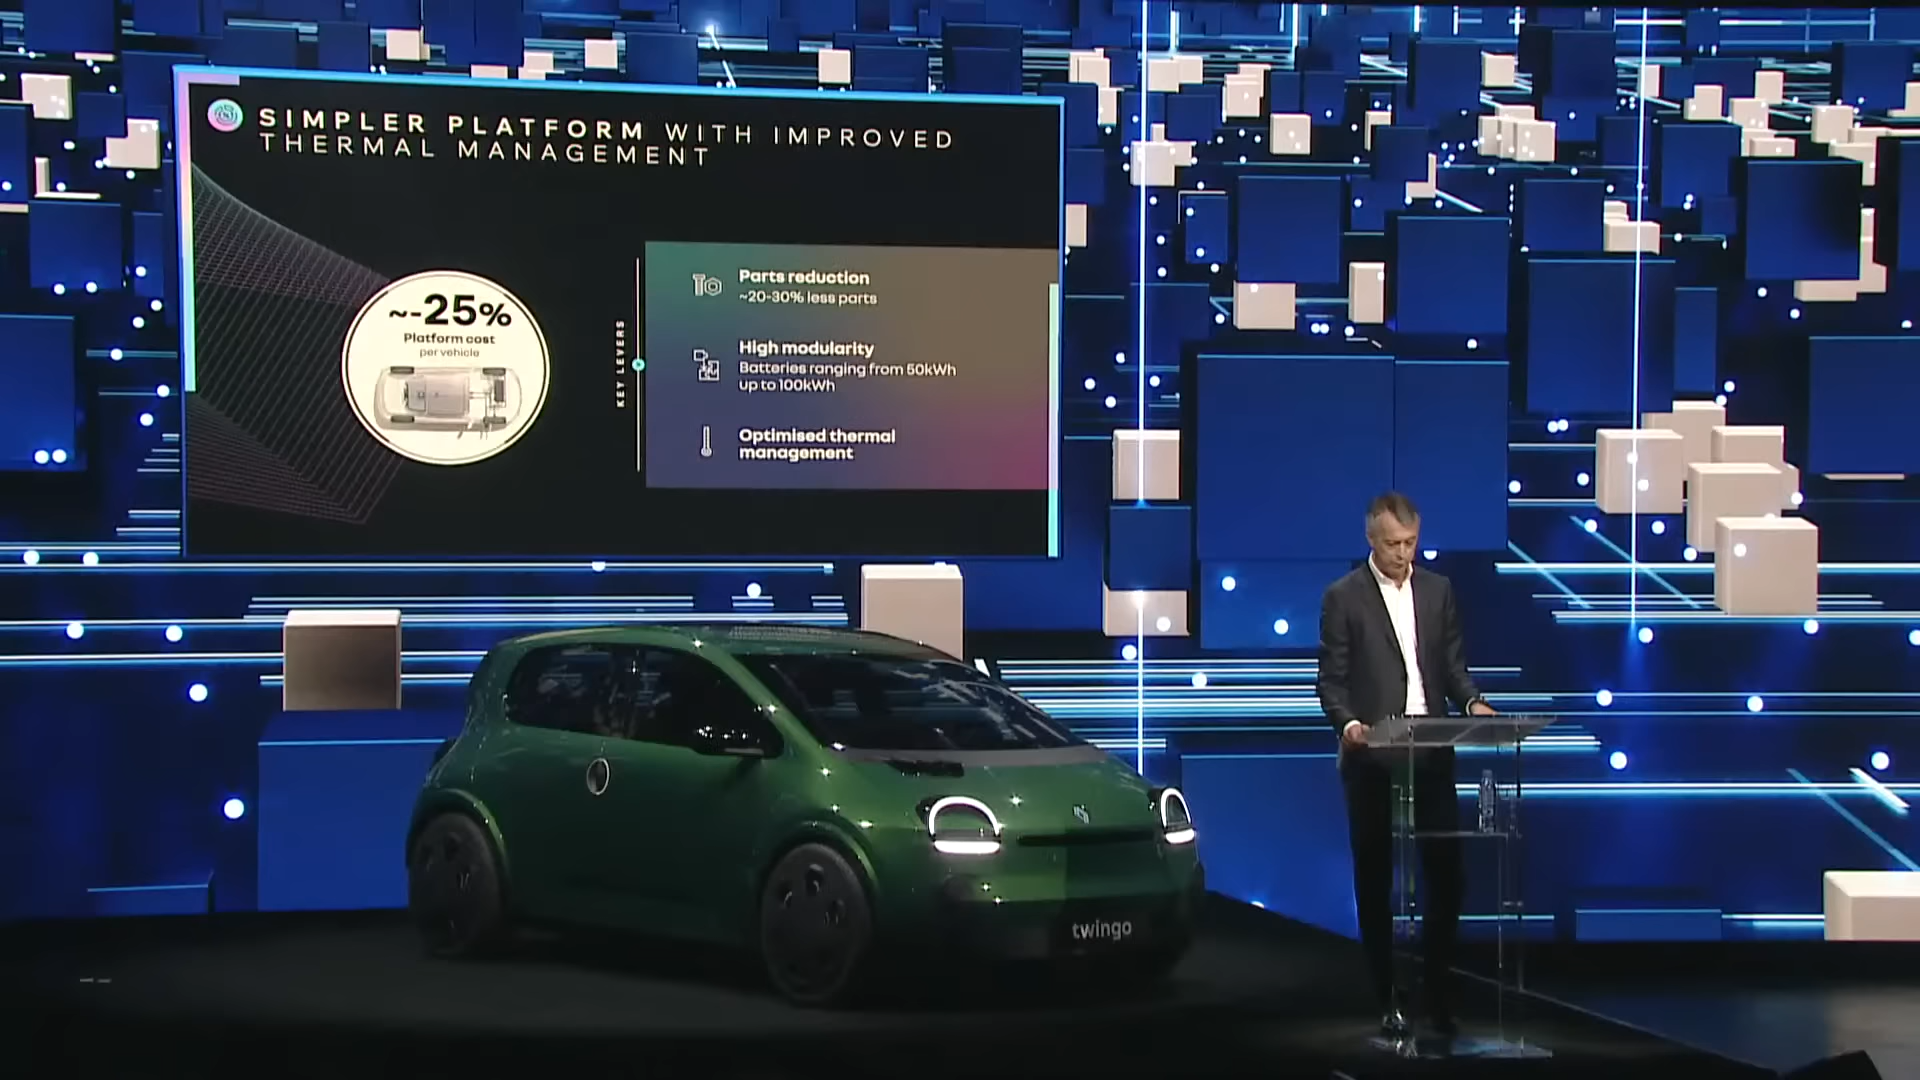 SIMPLER PLATFORM WITH IMPROVED
THERMAL MANAGEMENT
~-25%
Platform cost
per vehicle
KEY LEVERS
Parts reduction
~20-30% less parts
High modularity
Batteries ranging from 50kWh
up to 100kWh
Optimised thermal
management
twingo